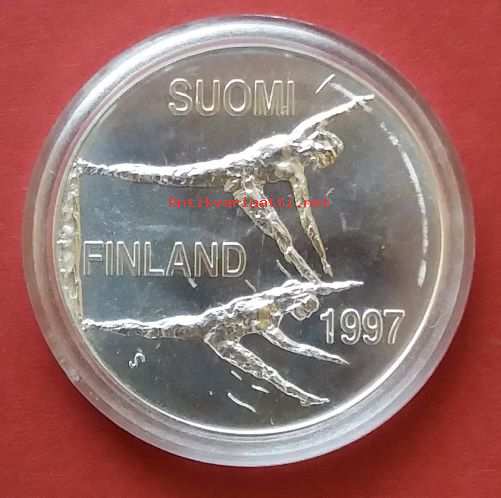 SUOMI
Antikvariaatti.net
FINLAND
1997
S